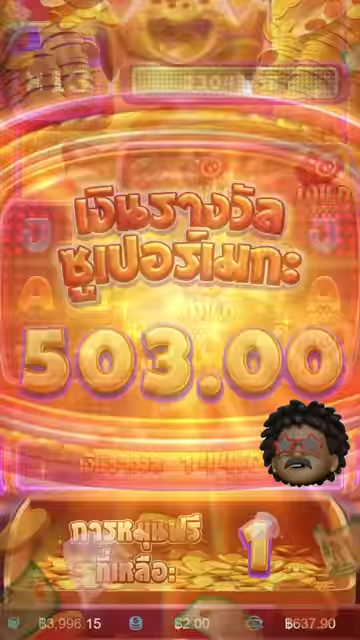 ×13
เงินรางวัล
ซูเปอร์เมกะ
503.00
การหมุนฟรี
ที่เหลือ:
1
฿3,996.15 ฿2.00 ฿637.90